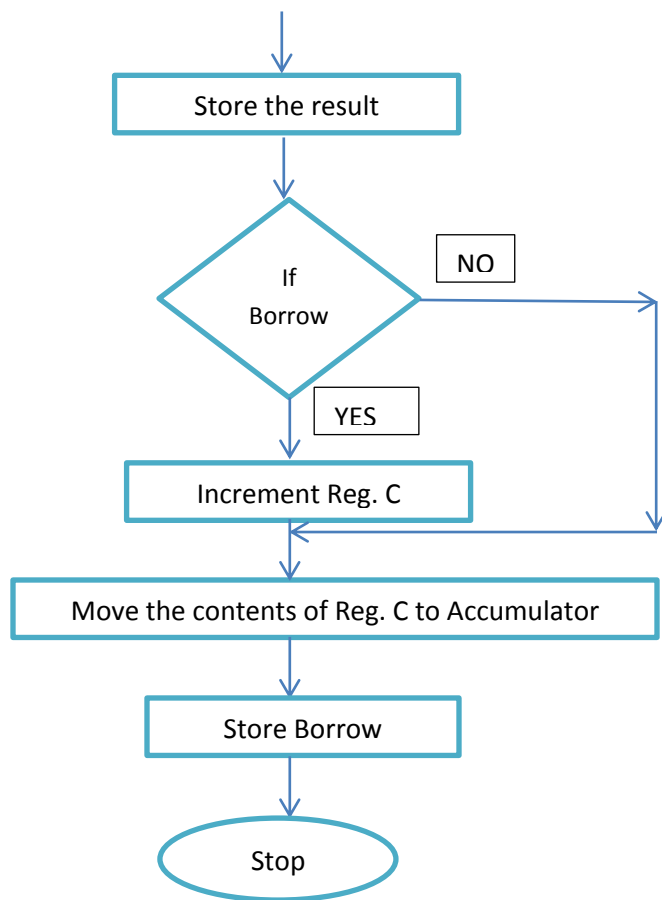 Store the result
If
Borrow
NO
YES
Increment Reg. C
Move the contents of Reg. C to Accumulator
Store Borrow
Stop